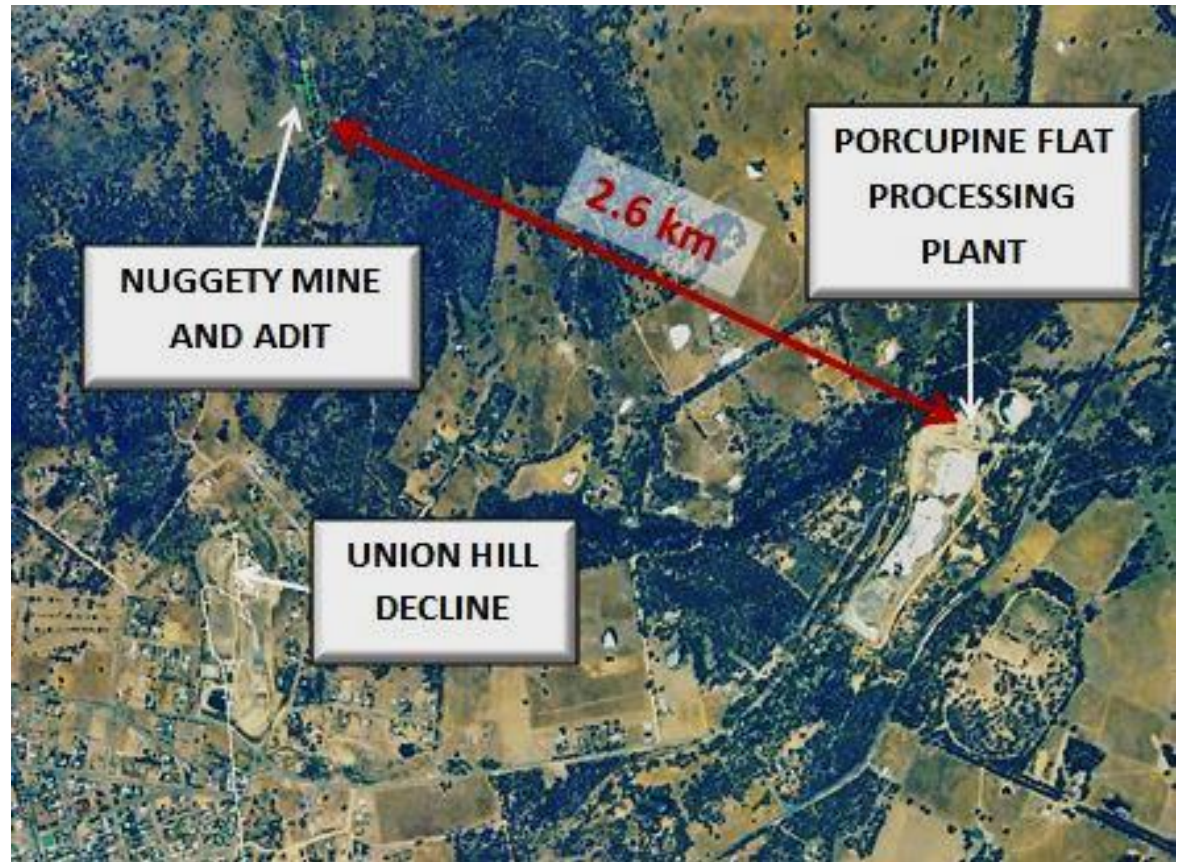 PORCUPINE FLAT
PROCESSING
PLANT
2.6 km
NUGGETY MINE
AND ADIT
UNION HILL
DECLINE